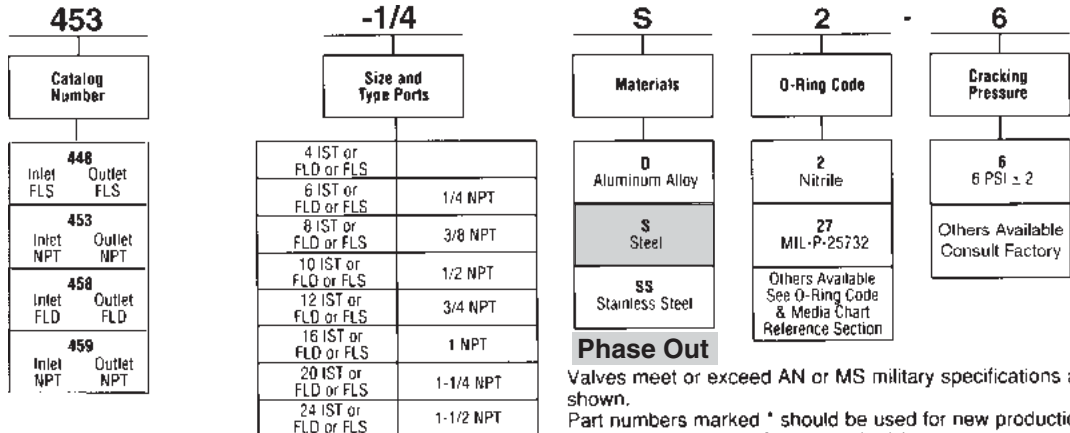 453 -1/4 S 2 - 6
Catalog
Number
Size and
Type Ports
Materials
O-Ring Code
Cracking
Pressure
448
Inlet Outlet
FLS FLS
453
Inlet Outlet
NPT NPT
458
Inlet Outlet
FLD FLD
459
Inlet Outlet
NPT NPT
4 IST or
FLD or FLS
6 IST or
FLD or FLS
1/4 NPT
8 IST or
FLD or FLS
3/8 NPT
10 IST or
FLD or FLS
1/2 NPT
12 IST or
FLD or FLS
3/4 NPT
16 IST or
FLD or FLS
1 NPT
20 IST or
FLD or FLS
1-1/4 NPT
24 IST or
FLD or FLS
1-1/2 NPT
D
Aluminum Alloy
S
Steel
SS
Stainless Steel
Phase Out
2
Nitrile
27
MIL-P-25732
Others Available
See O-Ring Code
& Media Chart
Reference Section
6
6 PSI ± 2
Others Available
Consult Factory
Valves meet or exceed AN or MS military specifications
shown.
Part numbers marked * should be used for new